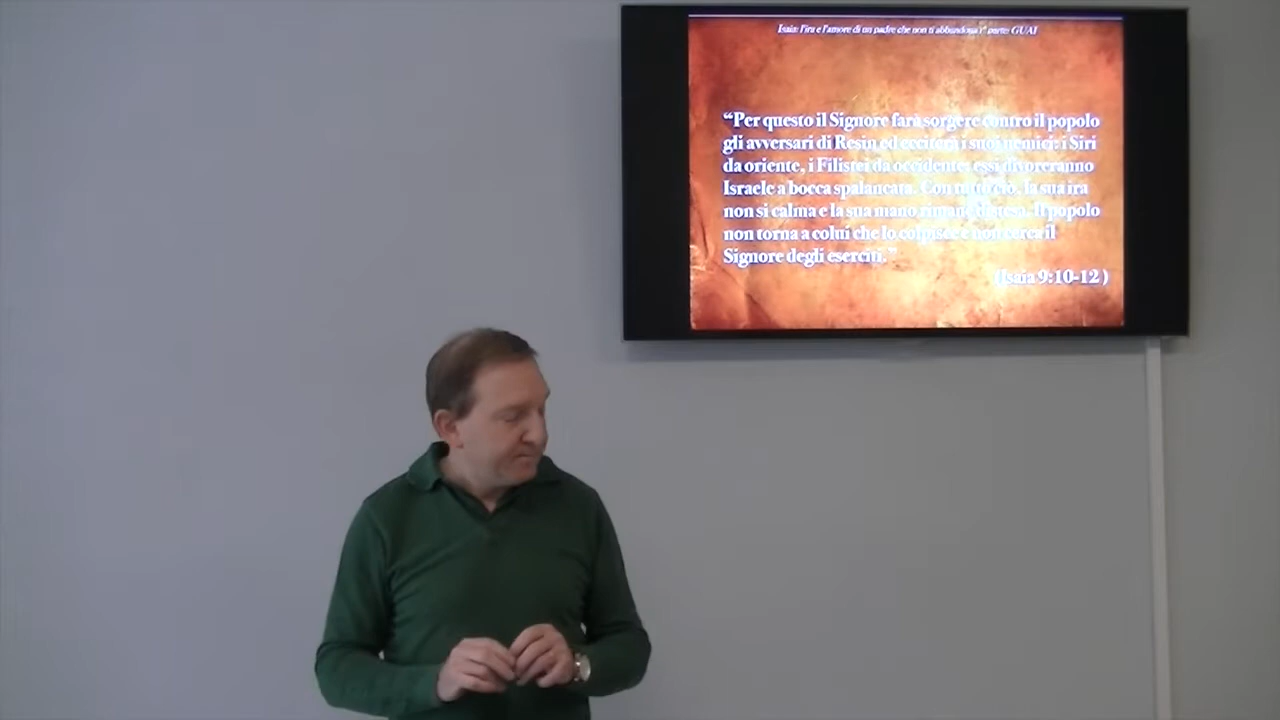 Isaia: l'ira e l'amore di un padre che non ti abbandona 1° parte: GUAI
“Per questo il Signore farà sorgere contro il popolo
gli avversari di Resin ed ecciterà i suoi nemici: i Siri
da oriente, i Filistei da occidente; essi divoreranno
Israele a bocca spalancata. Con tutto ciò, la sua ira
non si calma e la sua mano rimane distesa. Il popolo
non torna a colui che lo colpisce e non cerca il
Signore degli eserciti.”
(Isaia 9:10-12 )